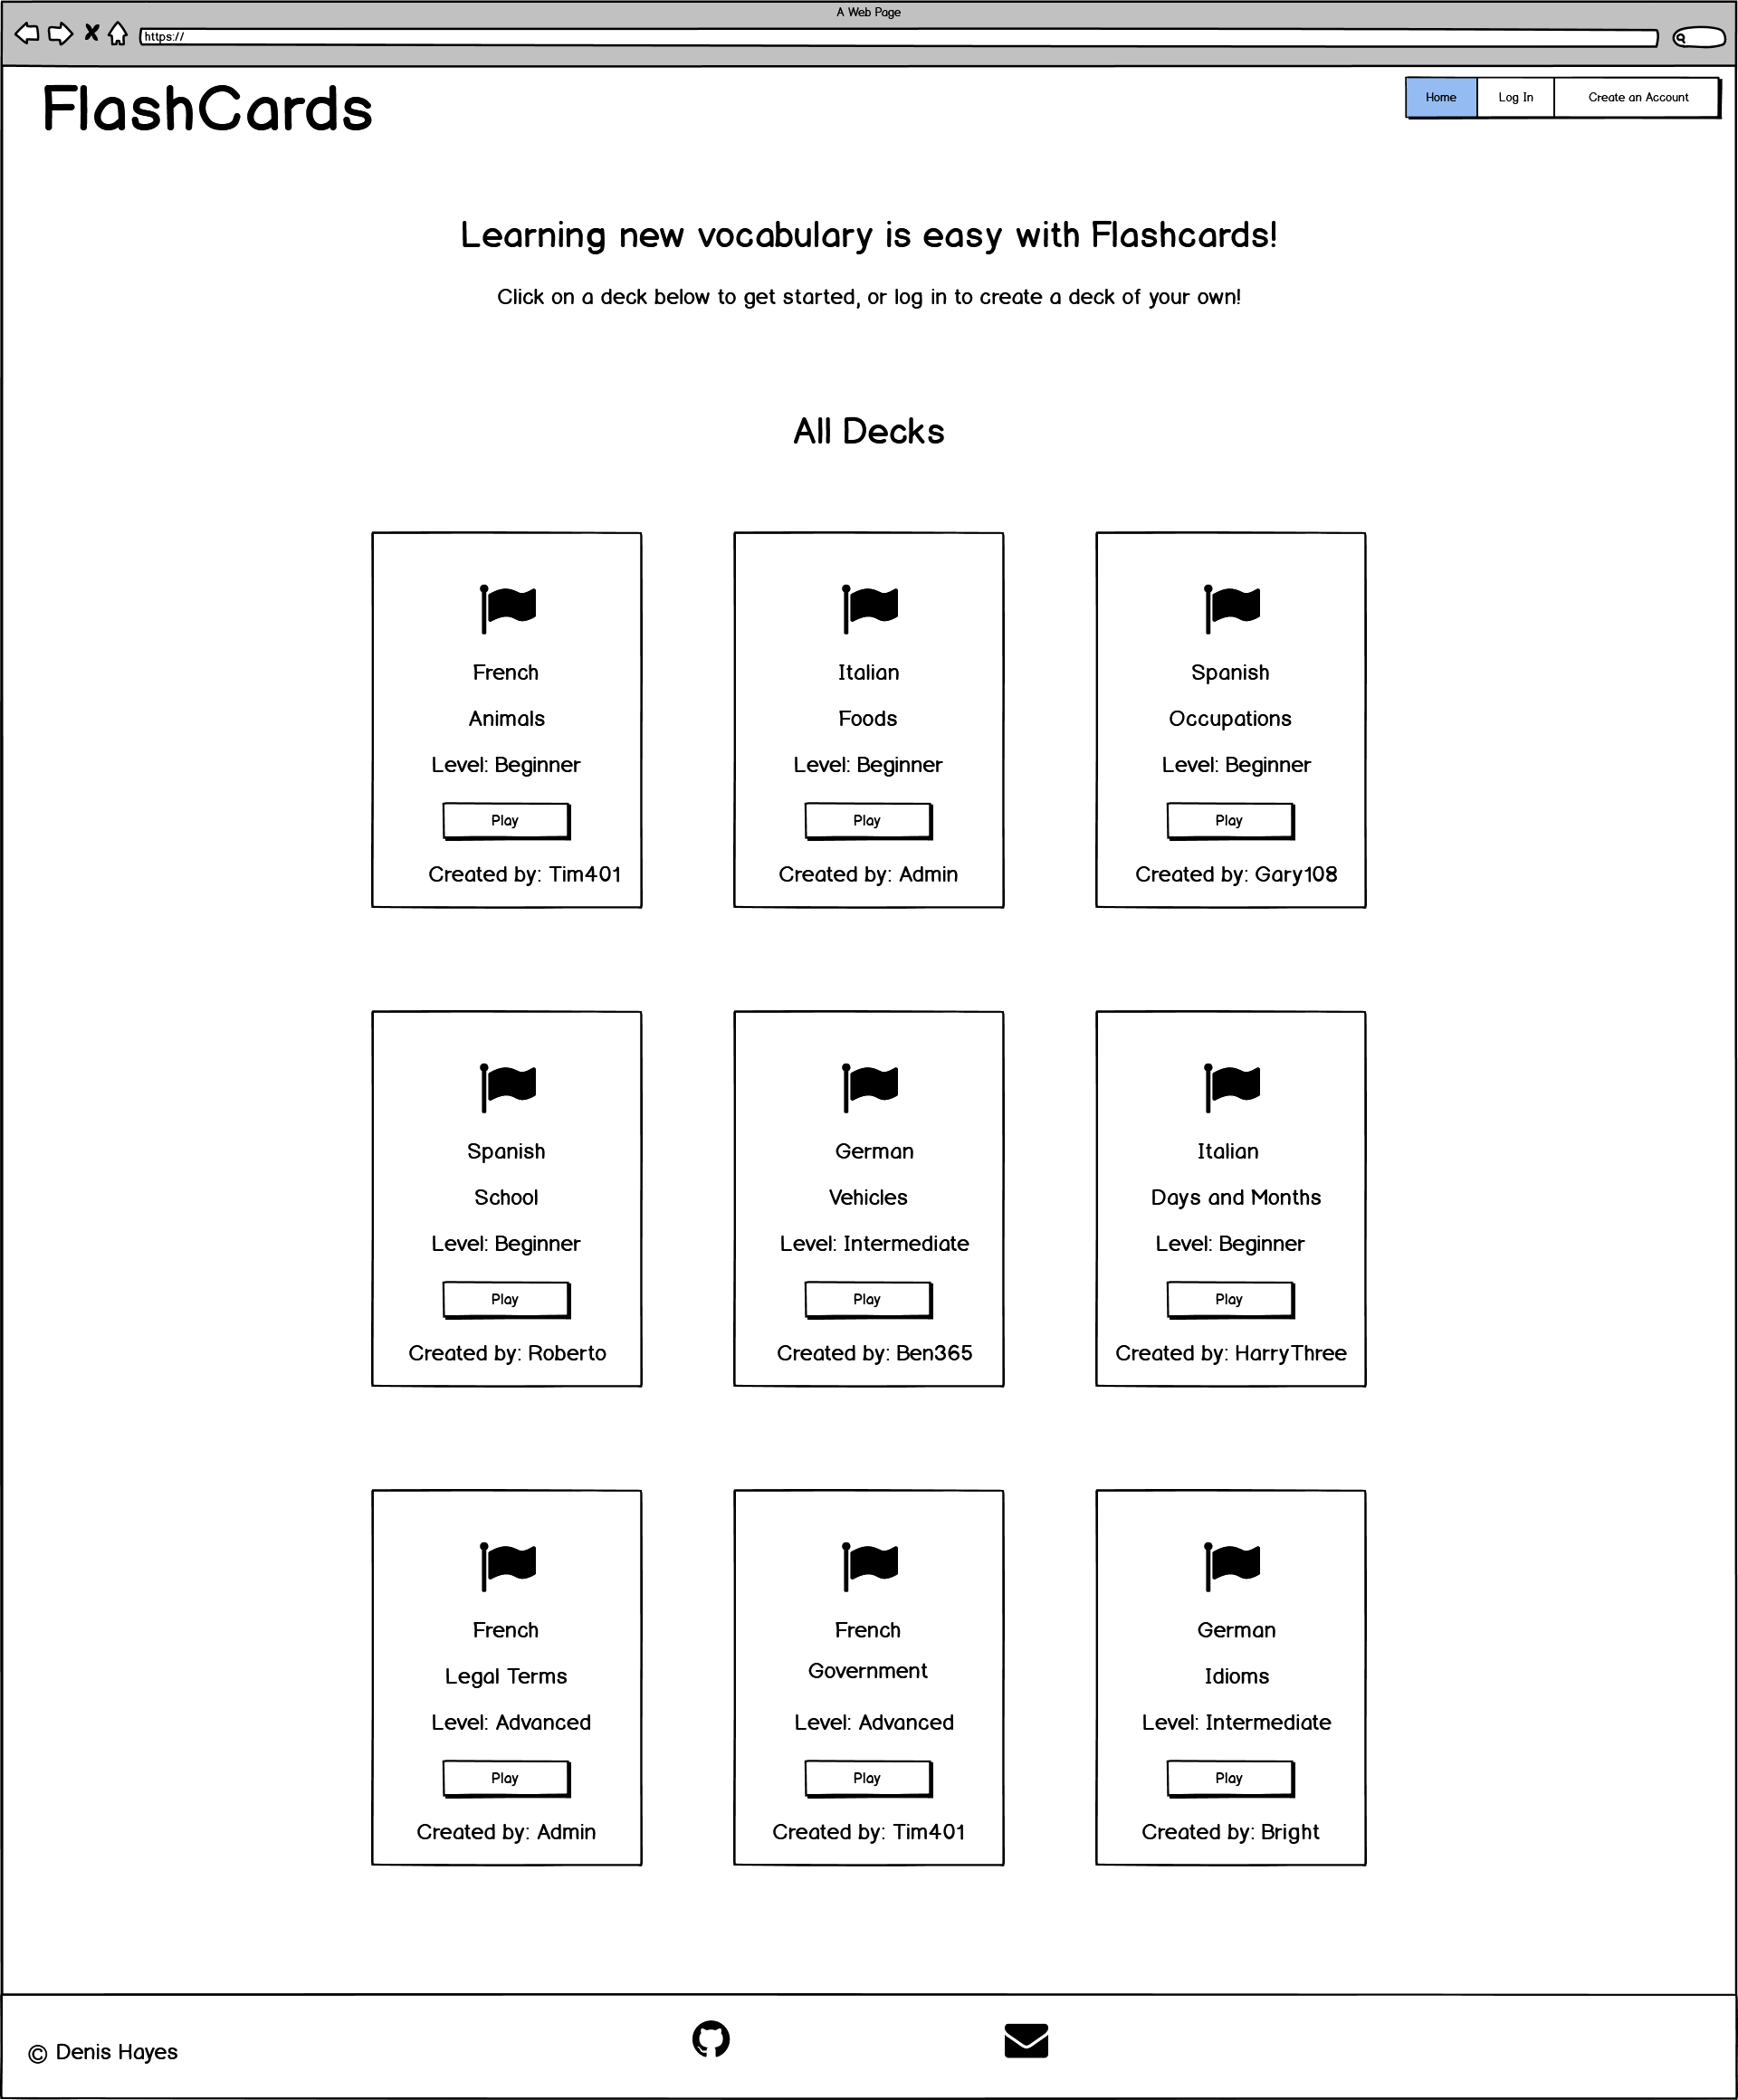 A Web Page
https://
FlashCards
Home Log In Create an Account
Learning new vocabulary is easy with Flashcards!
Click on a deck below to get started, or log in to create a deck of your own!
All Decks
French
Animals
Level: Beginner
Play
Created by: Tim401
Italian
Foods
Level: Beginner
Play
Created by: Admin
Spanish
Occupations
Level: Beginner
Play
Created by: Gary108
Spanish
School
Level: Beginner
Play
Created by: Roberto
German
Vehicles
Level: Intermediate
Play
Created by: Ben365
Italian
Days and Months
Level: Beginner
Play
Created by: HarryThree
French
Legal Terms
Level: Advanced
Play
Created by: Admin
French
Government
Level: Advanced
Play
Created by: Tim401
German
Idioms
Level: Intermediate
Play
Created by: Bright
© Denis Hayes